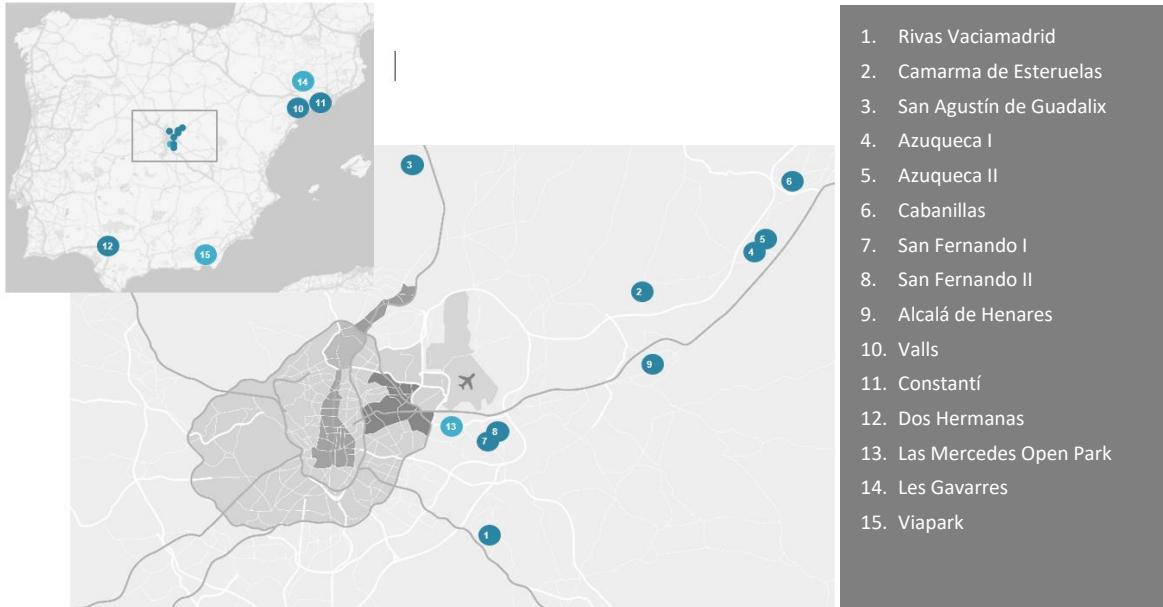 14
10
11
12
15
3
6
5
4
2
9
13
8
7
1
1. Rivas Vaciamadrid
2. Camarma de Esteruelas
3. San Agustín de Guadalix
4. Azuqueca I
5. Azuqueca II
6. Cabanillas
7. San Fernando I
8. San Fernando II
9. Alcalá de Henares
10. Valls
11. Constantí
12. Dos Hermanas
13. Las Mercedes Open Park
14. Les Gavarres
15. Viapark